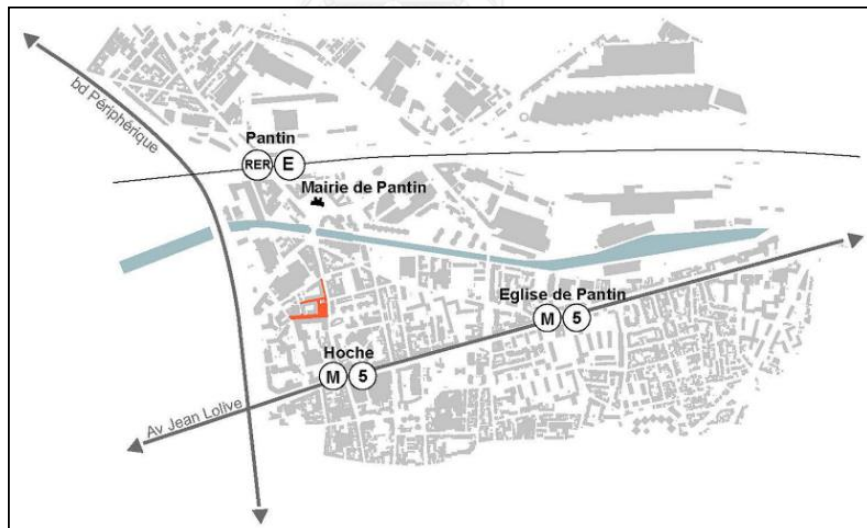 bd Périphérique
Pantin
RER E
Mairie de Pantin
Eglise de Pantin
M 5
Hoche
M 5
Av Jean Lolive